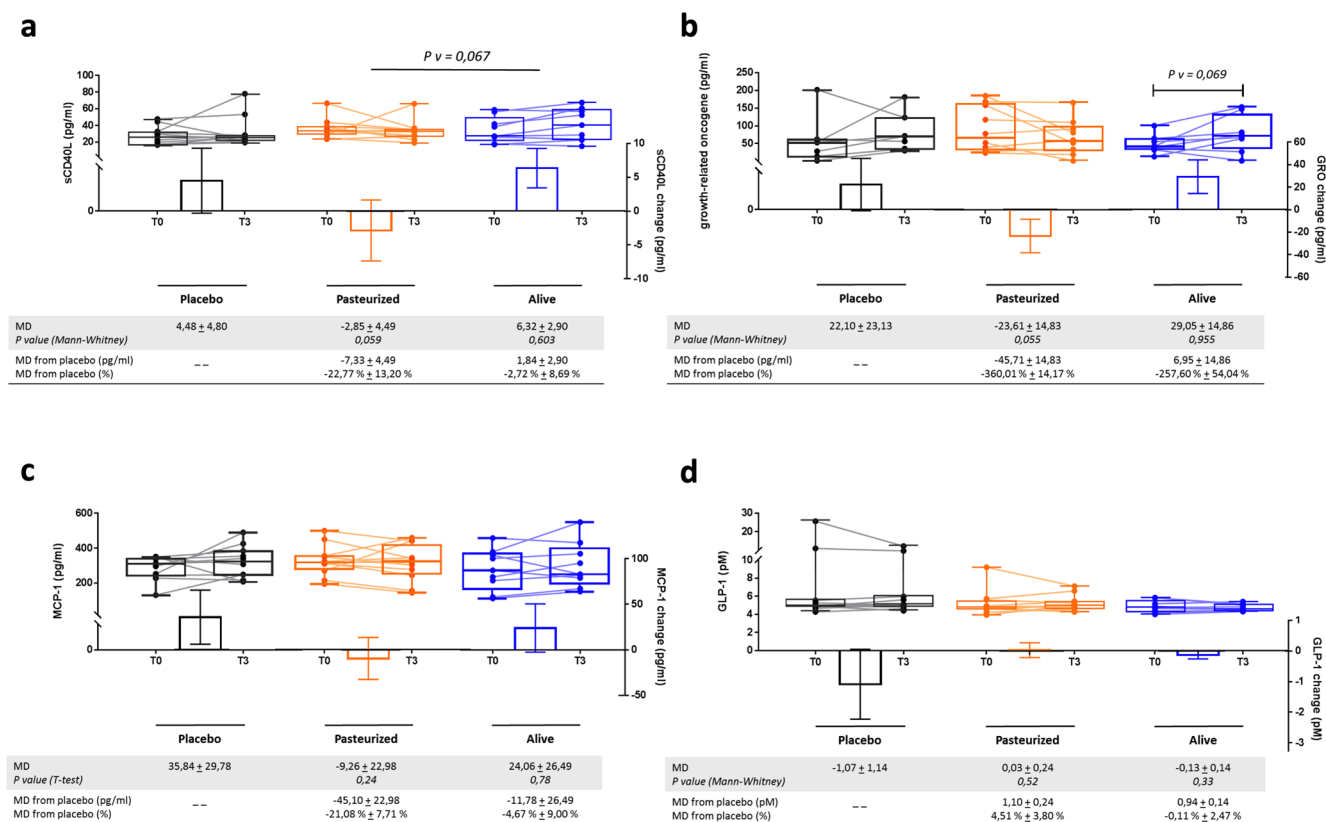 a
P v = 0,067
sCD40L (pg/ml)
100
80
60
40
20
0
T0 T3 T0 T3 T0 T3
10
5
0
-5
-10
sCD40L change (pg/ml)
Placebo Pasteurized Alive
MD 4,48 ± 4,80 -2,85 ± 4,49 6,32 ± 2,90
P value (Mann-Whitney) 0,059 0,603
MD from placebo (pg/ml) -7,33 ± 4,49 1,84 ± 2,90
_ _
MD from placebo (%) -22,77 % ± 13,20 % -2,72 % ± 8,69 %
b
P v = 0,069
growth-related oncogene (pg/ml)
250
200
150
100
50
0
T0 T3 T0 T3 T0 T3
60
40
20
0
-20
-40
-60
GRO change (pg/ml)
Placebo Pasteurized Alive
MD 22,10 ± 23,13 -23,61 ± 14,83 29,05 ± 14,86
P value (Mann-Whitney) 0,055 0,955
MD from placebo (pg/ml) -45,71 ± 14,83 6,95 ± 14,86
_ _
MD from placebo (%) -360,01 % ± 14,17 % -257,60 % ± 54,04 %
c
MCP-1 (pg/ml)
600
400
200
0
T0 T3 T0 T3 T0 T3
100
50
0
-50
MCP-1 change (pg/ml)
Placebo Pasteurized Alive
MD 35,84 ± 29,78 -9,26 ± 22,98 24,06 ± 26,49
P value (T-test) 0,24 0,78
MD from placebo (pg/ml) -45,10 ± 22,98 -11,78 ± 26,49
_ _
MD from placebo (%) -21,08 % ± 7,71 % -4,67 % ± 9,00 %
d
GLP-1 (pM)
30
20
10
8
6
4
2
0
T0 T3 T0 T3 T0 T3
1
0
-1
-2
-3
GLP-1 change (pM)
Placebo Pasteurized Alive
MD -1,07 ± 1,14 0,03 ± 0,24 -0,13 ± 0,14
P value (Mann-Whitney) 0,52 0,33
MD from placebo (pM) 1,10 ± 0,24 0,94 ± 0,14
_ _
MD from placebo (%) 4,51 % ± 3,80 % -0,11 % ± 2,47 %